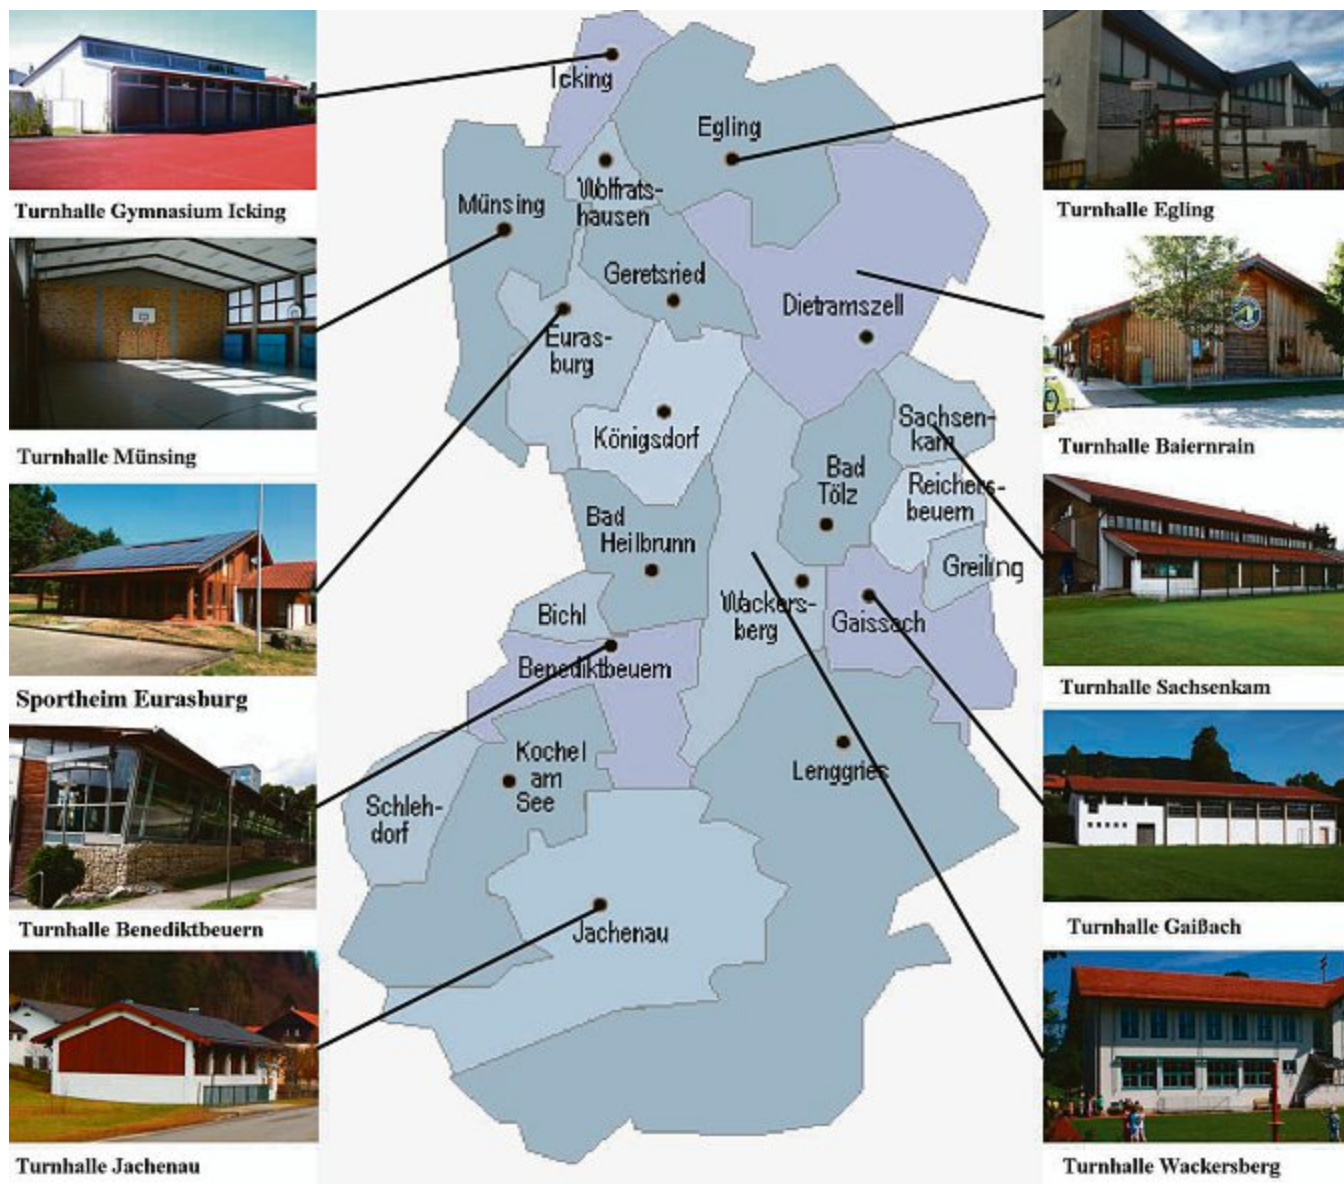 Turnhalle Gymnasium Icking
Turnhalle Münsing
Sportheim Eurasburg
Turnhalle Benediktbeuern
Turnhalle Jachenau
Icking
Egling
Wolfrats-
hausen
Münsing
Geretsried
Dietramszell
Euras-
burg
Königsdorf
Sachsen-
kam
Bad
Tölz
Reichers-
beuern
Bad
Heilbrunn
Greiling
Bichl
Wackers-
berg
Gaissach
Benediktbeuern
Kochel
am
See
Lenggries
Schleh-
dorf
Jachenau
Turnhalle Egling
Turnhalle Baiernrain
Turnhalle Sachsenkam
Turnhalle Gaißach
Turnhalle Wackersberg